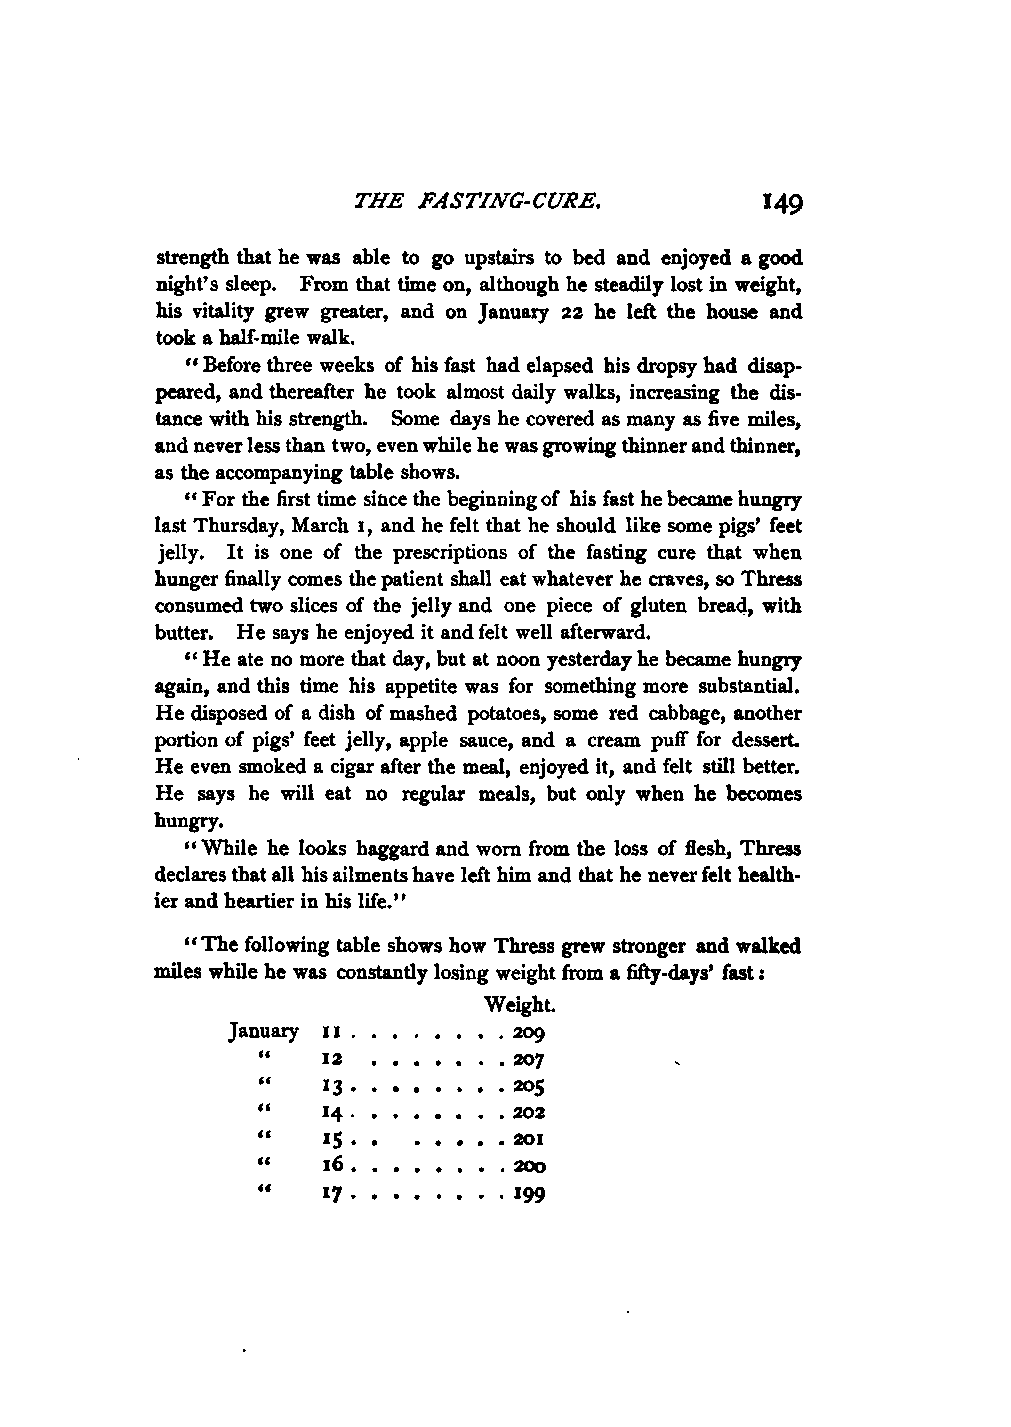 THE FASTING-CURE. 149
strength that he was able to go upstairs to bed and enjoyed a good
night's sleep. From that time on, although he steadily lost in weight,
his vitality grew greater, and on January 22 he left the house and
took a half-mile walk.
"Before three weeks of his fast had elapsed his dropsy had disap-
peared, and thereafter he took almost daily walks, increasing the dis-
tance with his strength. Some days he covered as many as five miles,
and never less than two, even while he was growing thinner and thinner,
as the accompanying table shows.
"For the first time since the beginning of his fast he became hungry
last Thursday, March 1, and he felt that he should like some pigs' feet
jelly. It is one of the prescriptions of the fasting cure that when
hunger finally comes the patient shall eat whatever he craves, so Thress
consumed two slices of the jelly and one piece of gluten bread, with
butter. He says he enjoyed it and felt well afterward.
"He ate no more that day, but at noon yesterday he became hungry
again, and this time his appetite was for something more substantial.
He disposed of a dish of mashed potatoes, some red cabbage, another
portion of pigs' feet jelly, apple sauce, and a cream puff for dessert.
He even smoked a cigar after the meal, enjoyed it, and felt still better.
He says he will eat no regular meals, but only when he becomes
hungry.
"While he looks haggard and worn from the loss of flesh, Thress
declares that all his ailments have left him and that he never felt health-
ier and heartier in his life."
"The following table shows how Thress grew stronger and walked
miles while he was constantly losing weight from a fifty-days' fast:
Weight.
January 11 . . . . . . . . 209
" 12 . . . . . . . 207
" 13 . . . . . . . . 205
" 14 . . . . . . . . 202
" 15 . . . . . . . 201
" 16 . . . . . . . . 200
" 17 . . . . . . . . 199